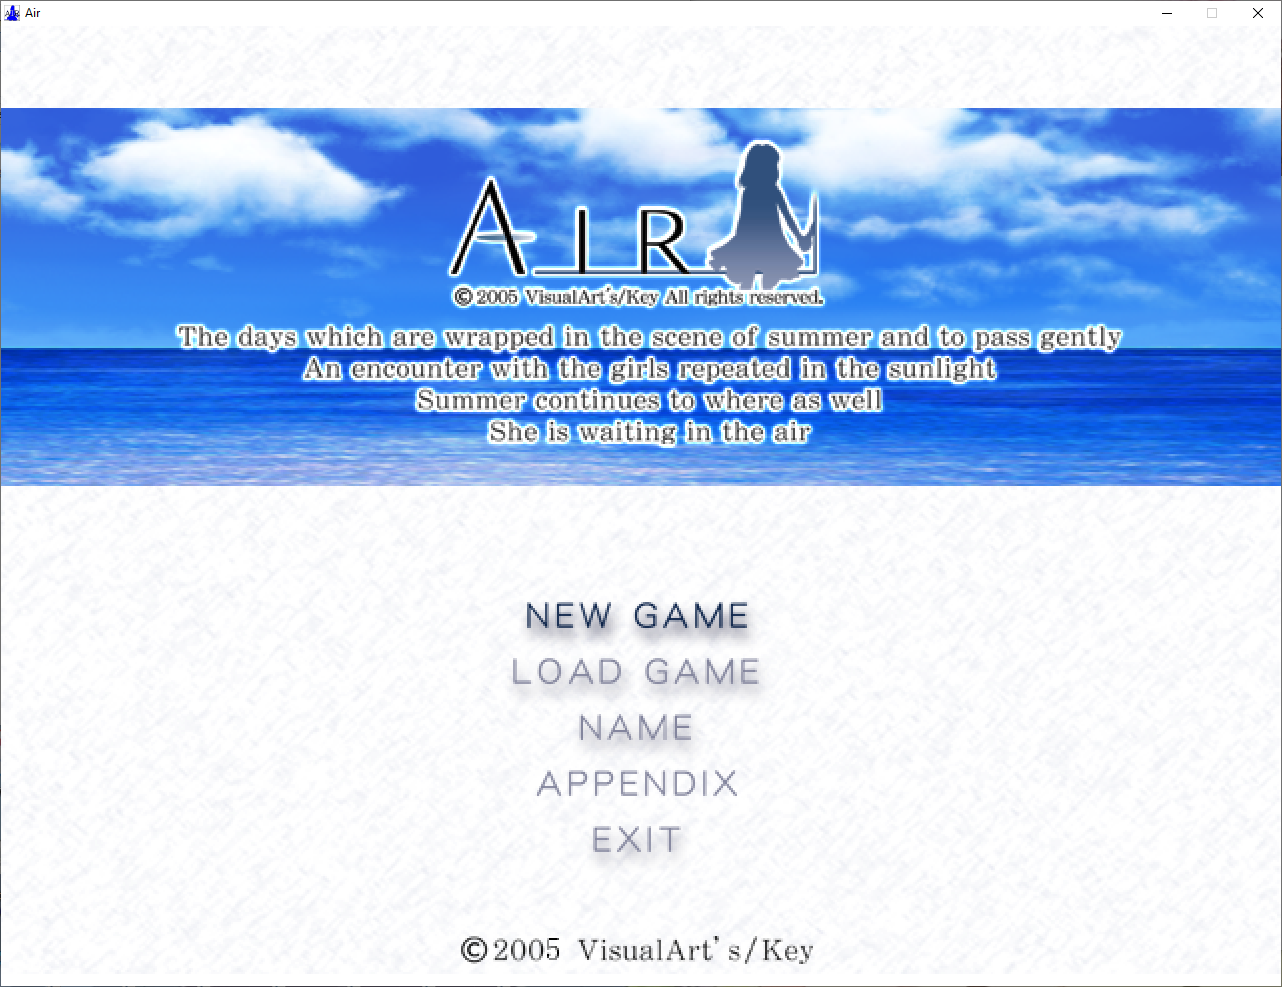 Air
AIR
© 2005 VisualArt's/Key All rights reserved.
The days which are wrapped in the scene of summer and to pass gently
An encounter with the girls repeated in the sunlight
Summer continues to where as well
She is waiting in the air
NEW GAME
LOAD GAME
NAME
APPENDIX
EXIT
©2005 VisualArt's/Key